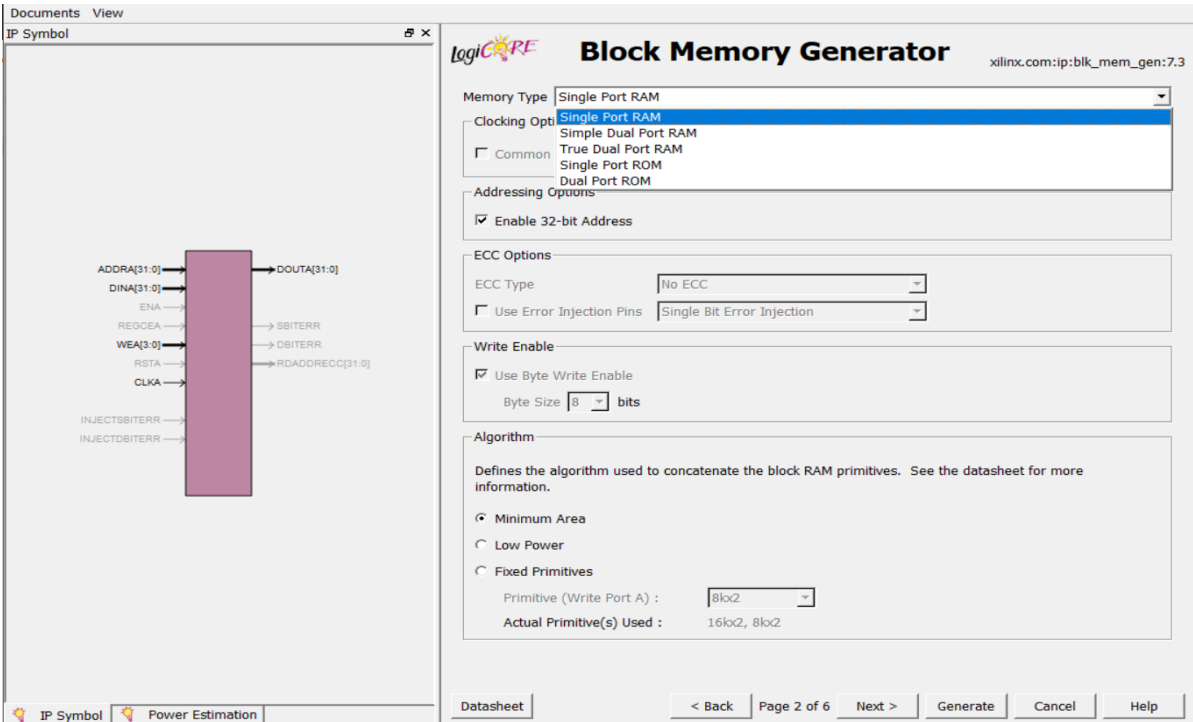 Documents View
IP Symbol
ADDRA[31:0]
DOUTA[31:0]
DINA[31:0]
ENA
REGCEA
SBITERR
WEA[3:0]
DBITERR
RSTA
RDADDRECC[31:0]
CLKA
INJECTSBITERR
INJECTDBITERR
IP Symbol
Power Estimation
logiCORE
Block Memory Generator
xilinx.com:ip:blk_mem_gen:7.3
Memory Type Single Port RAM
Single Port RAM
Simple Dual Port RAM
True Dual Port RAM
Single Port ROM
Dual Port ROM
Clocking Opti
Common
Addressing Options
Enable 32-bit Address
ECC Options
ECC Type No ECC
Use Error Injection Pins Single Bit Error Injection
Write Enable
Use Byte Write Enable
Byte Size 8 bits
Algorithm
Defines the algorithm used to concatenate the block RAM primitives. See the datasheet for more
information.
Minimum Area
Low Power
Fixed Primitives
Primitive (Write Port A) : 8kx2
Actual Primitive(s) Used : 16kx2, 8kx2
Datasheet < Back Page 2 of 6 Next > Generate Cancel Help